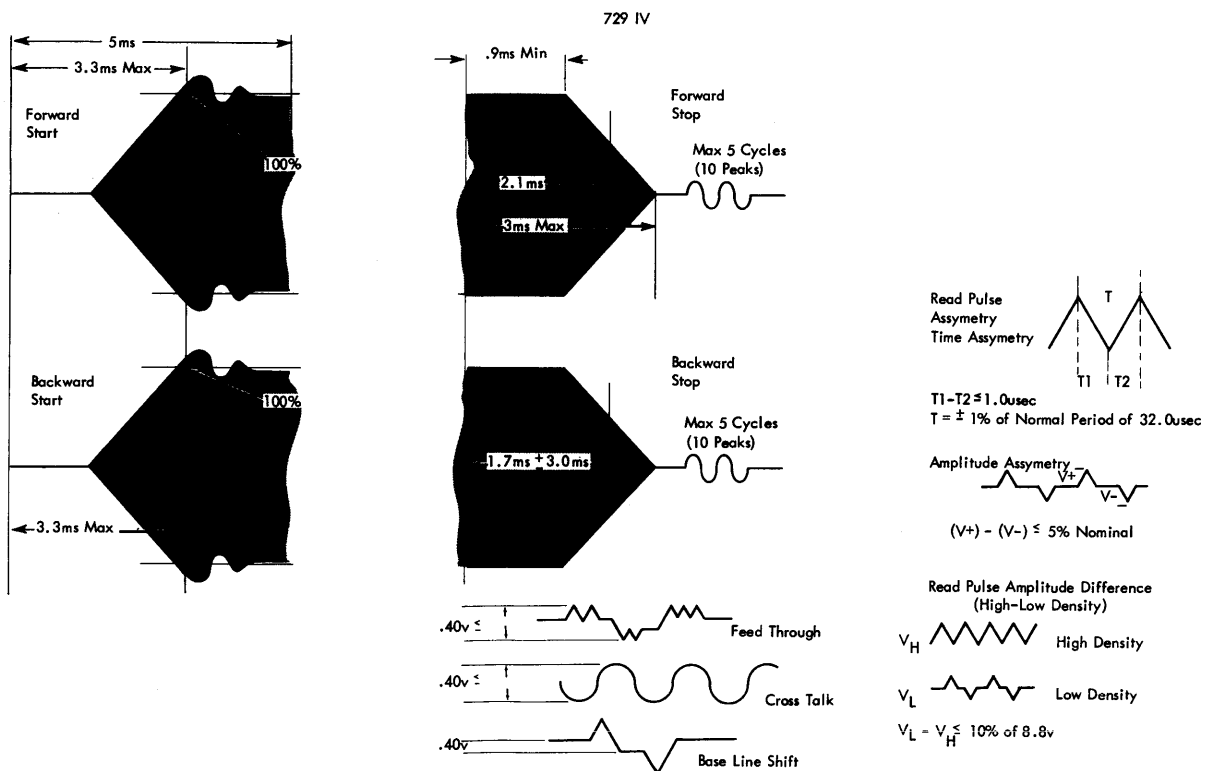 729 IV
5ms
3.3ms Max
Forward
Start
100%
.9ms Min
Forward
Stop
Max 5 Cycles
(10 Peaks)
2.1ms
3ms Max
Backward
Start
100%
3.3ms Max
Backward
Stop
Max 5 Cycles
(10 Peaks)
1.7ms ± 3.0ms
.40v ≤
Feed Through
.40v ≤
Cross Talk
.40v
Base Line Shift
Read Pulse
Assymetry
Time Assymetry
T
T1 T2
T1-T2 ≤ 1.0usec
T = ± 1% of Normal Period of 32.0usec
Amplitude Assymetry
V+
V-
(V+) - (V-) ≤ 5% Nominal
Read Pulse Amplitude Difference
(High-Low Density)
VH High Density
VL Low Density
VL - VH ≤ 10% of 8.8v